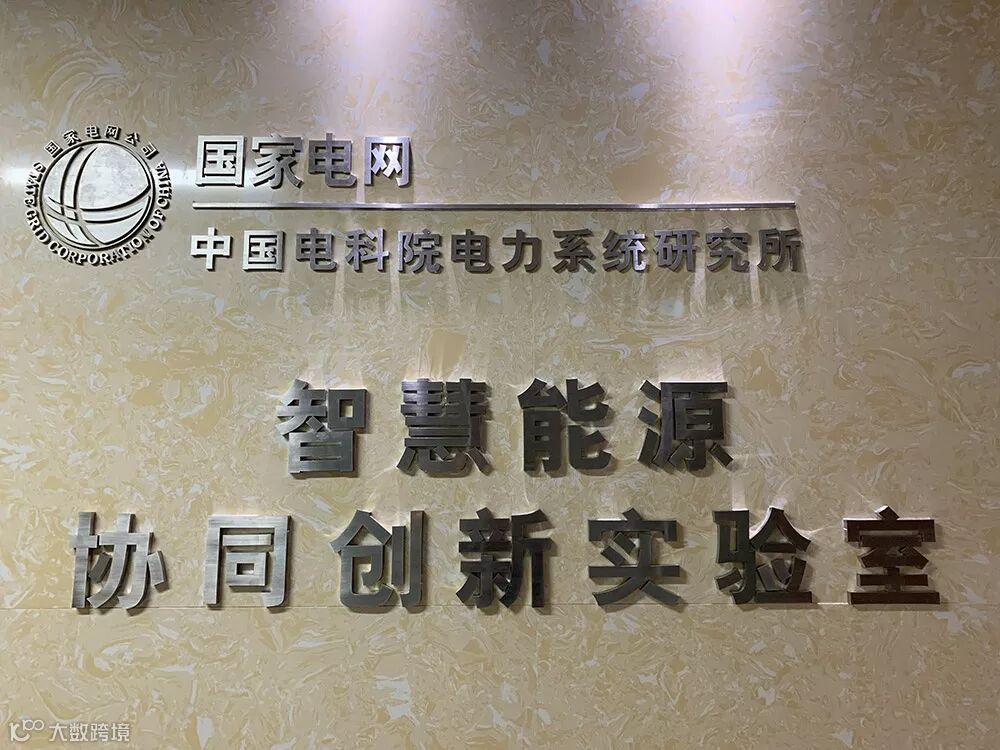 国家电网公司
STATE GRID CORPORATION OF CHINA
国家电网
中国电科院电力系统研究所
智慧能源
协同创新实验室
大数跨境